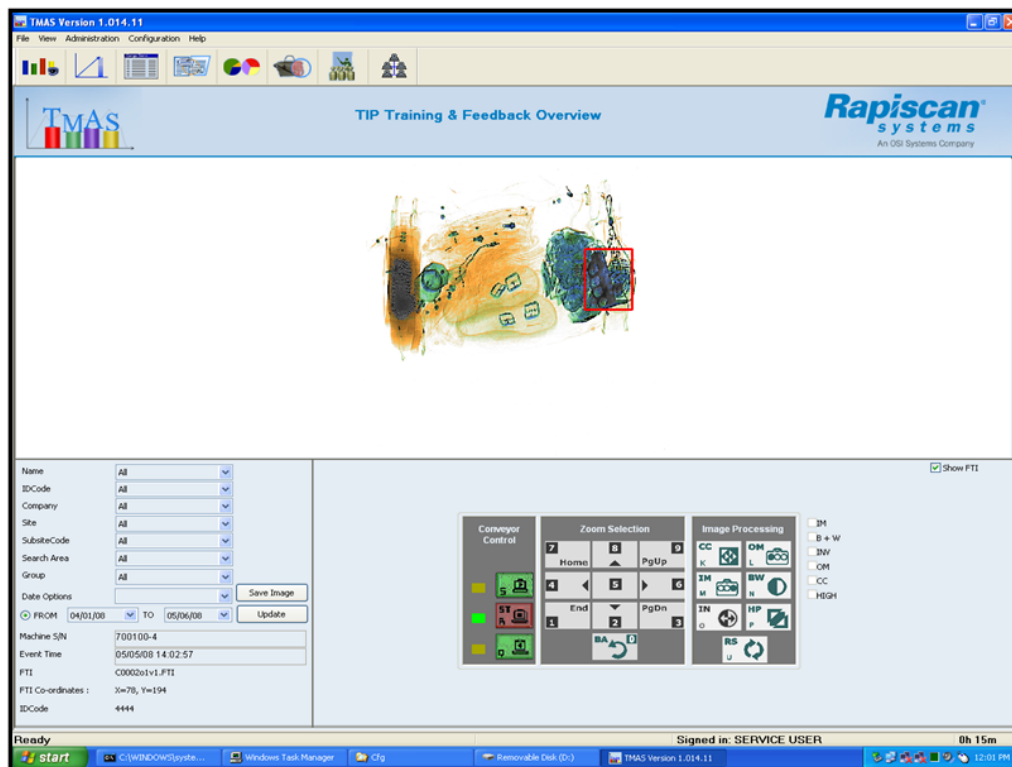 TMAS Version 1.014.11
File View Administration Configuration Help
TMAS
TIP Training & Feedback Overview
Rapiscan
systems
An OSI Systems Company
Name All
IDCode All
Company All
Site All
SubsiteCode All
Search Area All
Group All
Date Options Save Image
FROM 04/01/08 TO 05/06/08 Update
Machine S/N 700100-4
Event Time 05/05/08 14:02:57
FTI C0002o1v1.FTI
FTI Co-ordinates : X=78, Y=194
IDCode 4444
Show FTI
Conveyor
Control
S
ST
R
Q
Zoom Selection
7 Home 8 9 PgUp
4 5 6
End 1 2 PgDn 3
BA 0
Image Processing
CC K OM L
IM M BW N
IN O HP P
RS U
IM
B + W
INV
OM
CC
HIGH
Ready Signed in: SERVICE USER 0h 15m
start C:\WINDOWS\syste... Windows Task Manager Cfg Removable Disk (D:) TMAS Version 1.014.11 12:01 PM